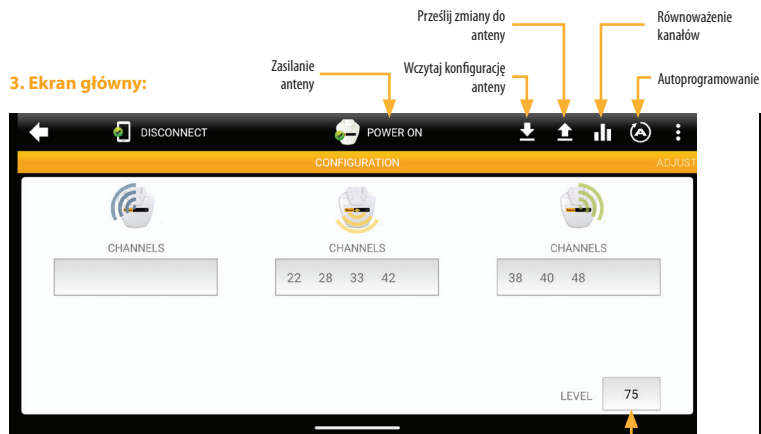 Prześlij zmiany do
anteny
Równoważenie
kanałów
3. Ekran główny:
Zasilanie
anteny
Wczytaj konfigurację
anteny
Autoprogramowanie
DISCONNECT
POWER ON
A
CONFIGURATION
ADJUST
CHANNELS
CHANNELS
CHANNELS
22 28 33 42
38 40 48
LEVEL 75